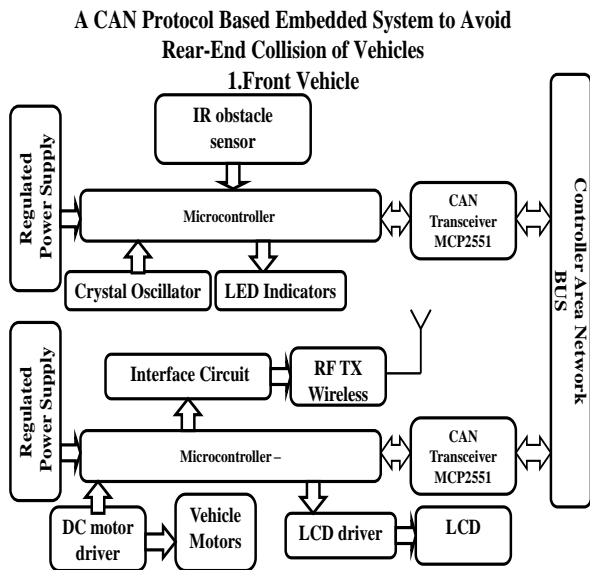 A CAN Protocol Based Embedded System to Avoid
Rear-End Collision of Vehicles
1.Front Vehicle
Regulated
Power Supply
IR obstacle
sensor
Microcontroller
CAN
Transceiver
MCP2551
Controller Area Network
BUS
Crystal Oscillator
LED Indicators
Regulated
Power Supply
Interface Circuit
RF TX
Wireless
Microcontroller –
CAN
Transceiver
MCP2551
DC motor
driver
Vehicle
Motors
LCD driver
LCD